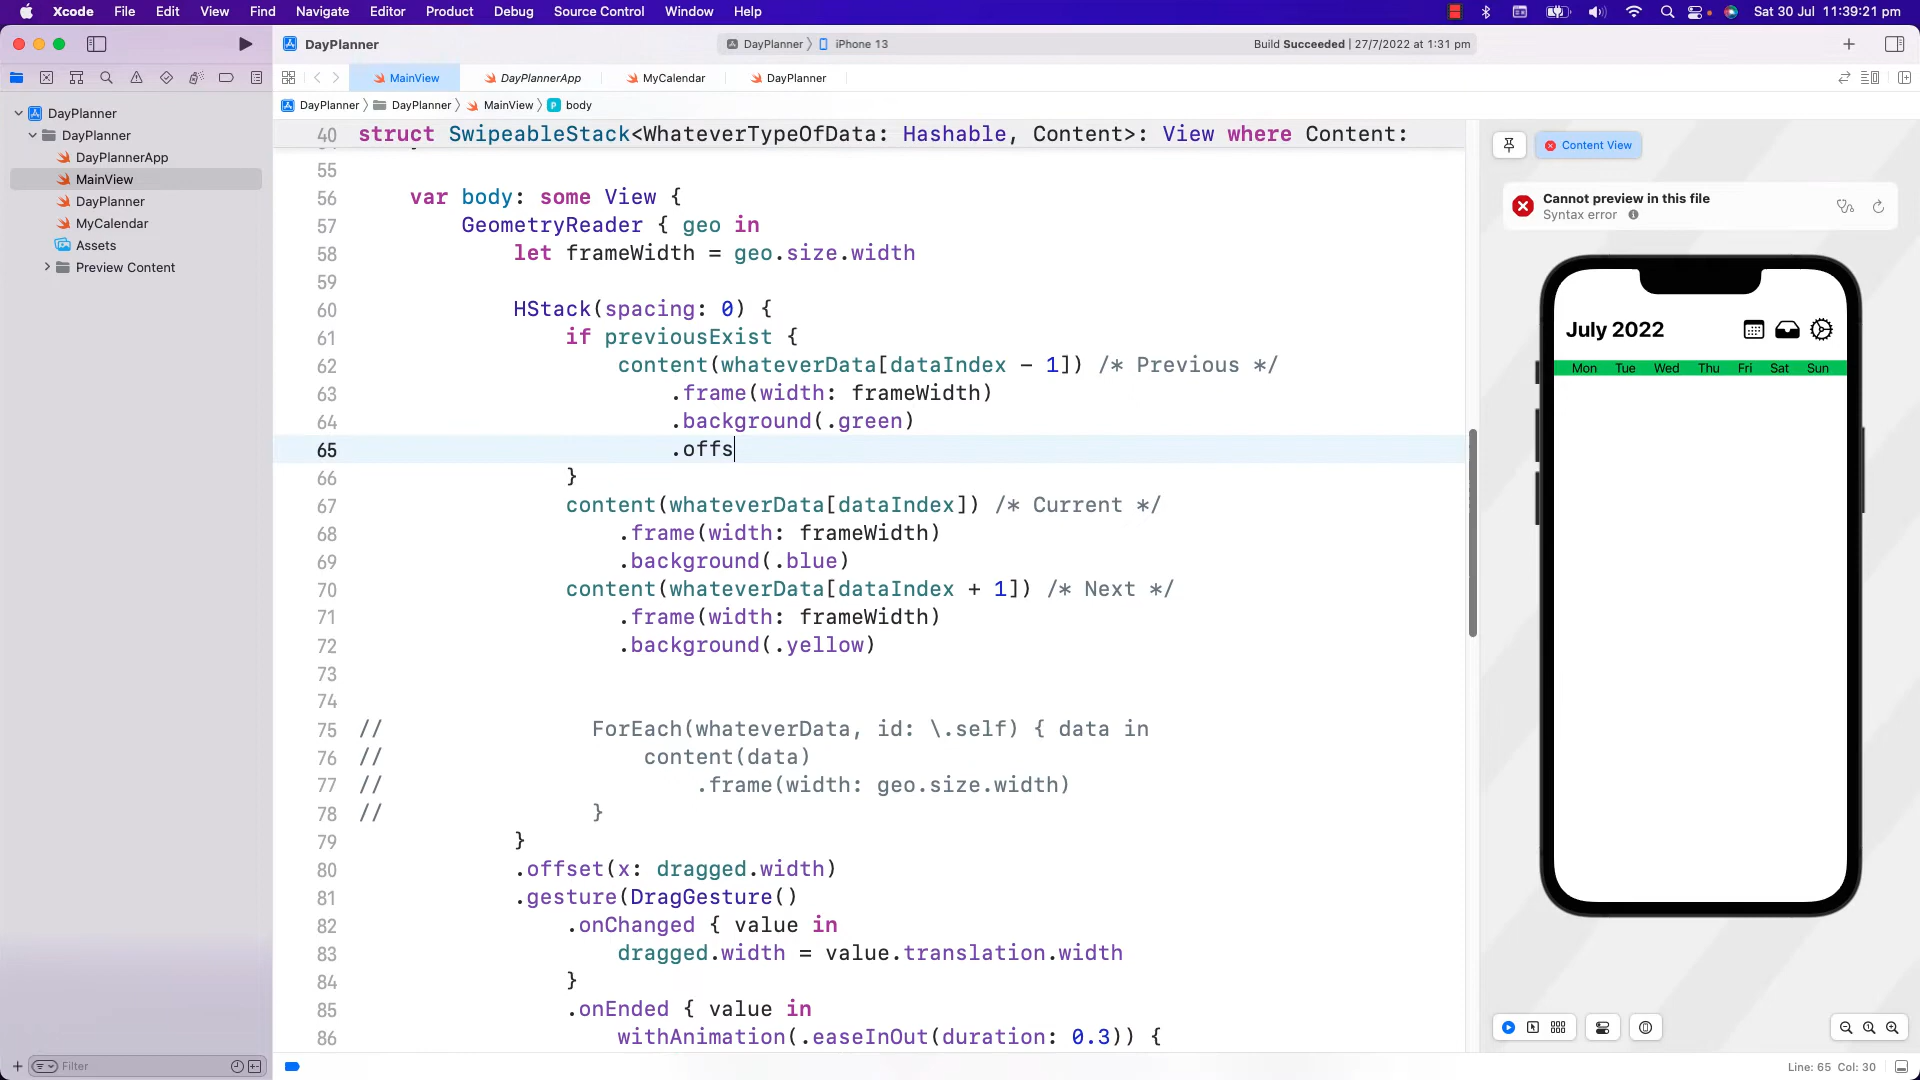 Xcode File Edit View Find Navigate Editor Product Debug Source Control Window Help Sat 30 Jul 11:39:21 pm
DayPlanner DayPlanner iPhone 13 Build Succeeded | 27/7/2022 at 1:31 pm
MainView DayPlannerApp MyCalendar DayPlanner
DayPlanner DayPlanner MainView body
DayPlanner
DayPlanner
DayPlannerApp
MainView
DayPlanner
MyCalendar
Assets
Preview Content
Filter
40 struct SwipeableStack<WhateverTypeOfData: Hashable, Content>: View where Content:
55
56 var body: some View {
57 GeometryReader { geo in
58 let frameWidth = geo.size.width
59
60 HStack(spacing: 0) {
61 if previousExist {
62 content(whateverData[dataIndex - 1]) /* Previous */
63 .frame(width: frameWidth)
64 .background(.green)
65 .offs
66 }
67 content(whateverData[dataIndex]) /* Current */
68 .frame(width: frameWidth)
69 .background(.blue)
70 content(whateverData[dataIndex + 1]) /* Next */
71 .frame(width: frameWidth)
72 .background(.yellow)
73
74
75 // ForEach(whateverData, id: \.self) { data in
76 // content(data)
77 // .frame(width: geo.size.width)
78 // }
79 }
80 .offset(x: dragged.width)
81 .gesture(DragGesture()
82 .onChanged { value in
83 dragged.width = value.translation.width
84 }
85 .onEnded { value in
86 withAnimation(.easeInOut(duration: 0.3)) {
Content View
Cannot preview in this file
Syntax error
July 2022
Mon Tue Wed Thu Fri Sat Sun
Line: 65 Col: 30